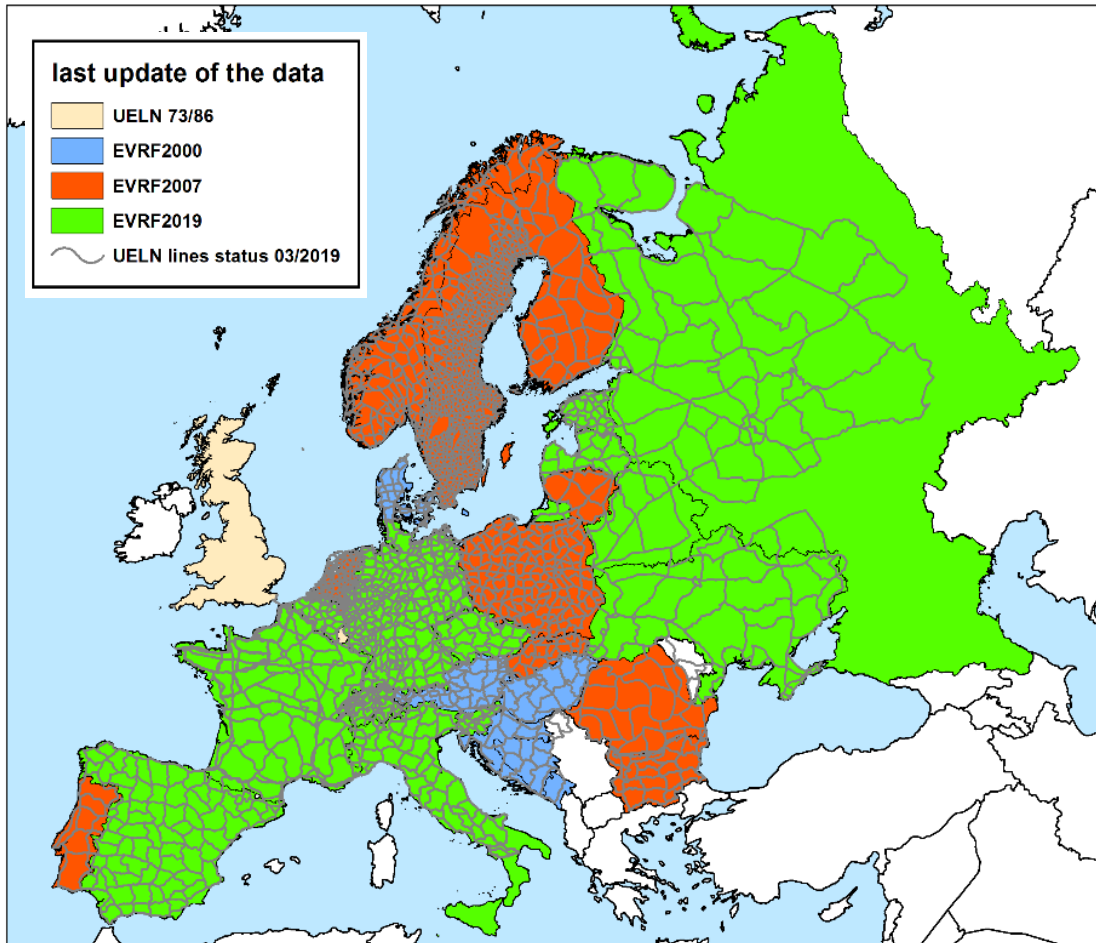 last update of the data
UELN 73/86
EVRF2000
EVRF2007
EVRF2019
UELN lines status 03/2019